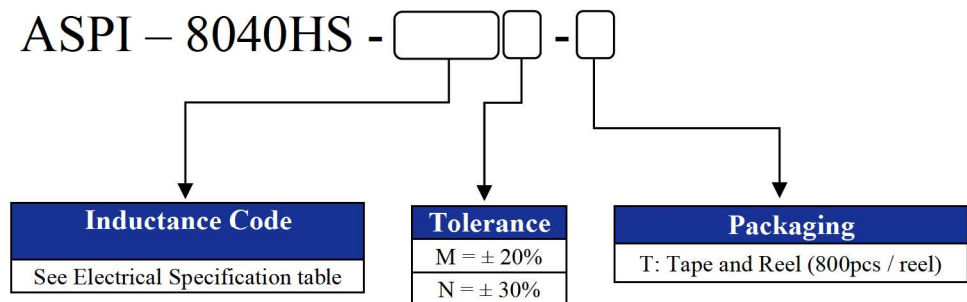 ASPI – 8040HS - -
Inductance Code
See Electrical Specification table
Tolerance
M = ± 20%
N = ± 30%
Packaging
T: Tape and Reel (800pcs / reel)